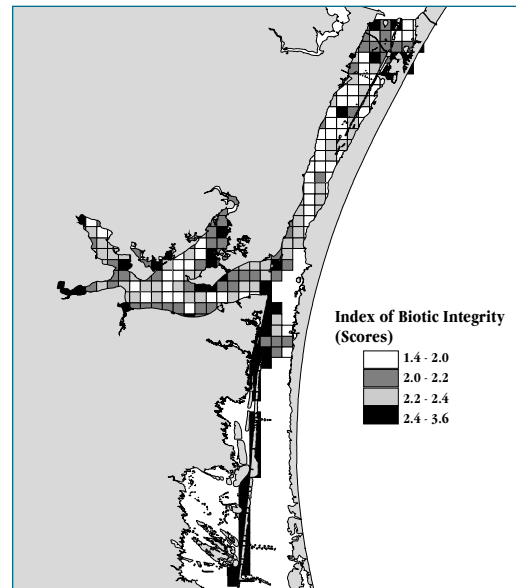 Index of Biotic Integrity
(Scores)
1.4 - 2.0
2.0 - 2.2
2.2 - 2.4
2.4 - 3.6